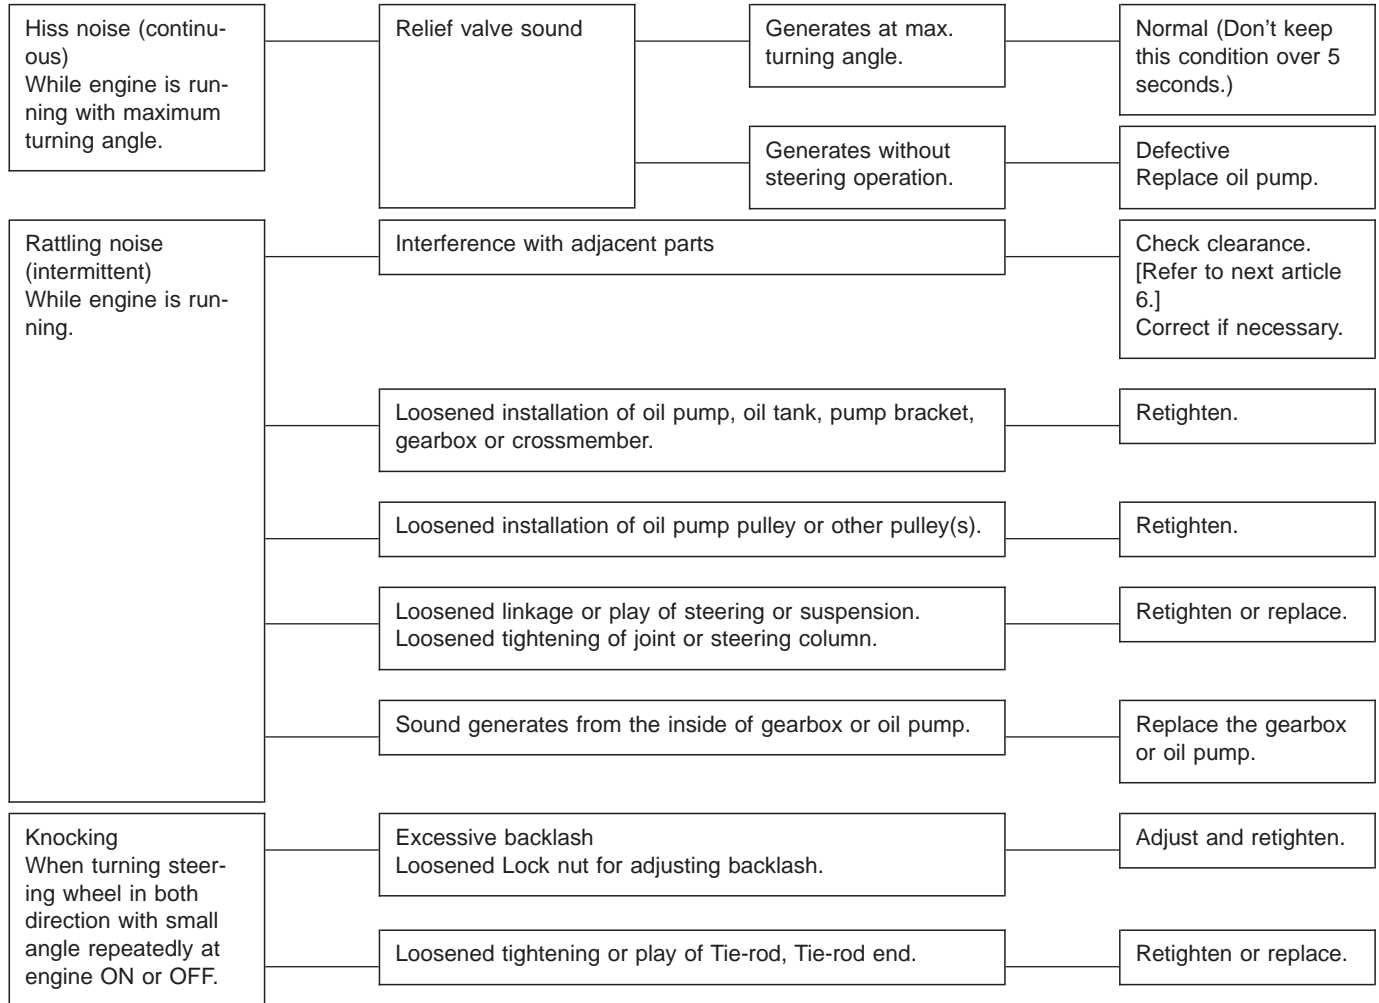 Hiss noise (continu-
ous)
While engine is run-
ning with maximum
turning angle.
Relief valve sound
Generates at max.
turning angle.
Normal (Don't keep
this condition over 5
seconds.)
Generates without
steering operation.
Defective
Replace oil pump.
Rattling noise
(intermittent)
While engine is run-
ning.
Interference with adjacent parts
Check clearance.
[Refer to next article
6.]
Correct if necessary.
Loosened installation of oil pump, oil tank, pump bracket,
gearbox or crossmember.
Retighten.
Loosened installation of oil pump pulley or other pulley(s).
Retighten.
Loosened linkage or play of steering or suspension.
Loosened tightening of joint or steering column.
Retighten or replace.
Sound generates from the inside of gearbox or oil pump.
Replace the gearbox
or oil pump.
Knocking
When turning steer-
ing wheel in both
direction with small
angle repeatedly at
engine ON or OFF.
Excessive backlash
Loosened Lock nut for adjusting backlash.
Adjust and retighten.
Loosened tightening or play of Tie-rod, Tie-rod end.
Retighten or replace.